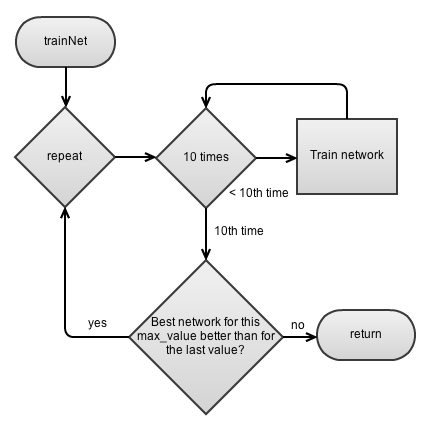 trainNet
repeat
10 times
Train network
< 10th time
10th time
Best network for this
max_value better than for
the last value?
yes
no
return